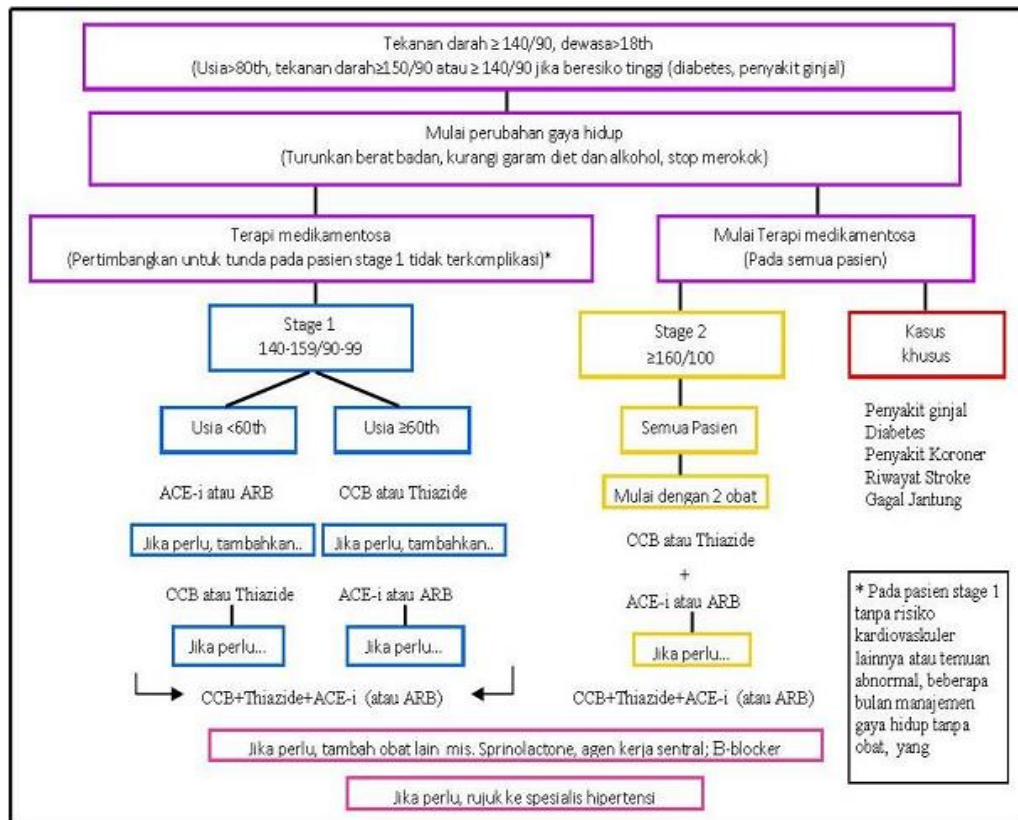 Tekanan darah ≥ 140/90, dewasa>18th
(Usia>80th, tekanan darah≥150/90 atau ≥ 140/90 jika beresiko tinggi (diabetes, penyakit ginjal)
Mulai perubahan gaya hidup
(Turunkan berat badan, kurangi garam diet dan alkohol, stop merokok)
Terapi medikamentosa
(Pertimbangkan untuk tunda pada pasien stage 1 tidak terkomplikasi)*
Mulai Terapi medikamentosa
(Pada semua pasien)
Stage 1
140-159/90-99
Stage 2
≥160/100
Kasus
khusus
Usia <60th
Usia ≥60th
Semua Pasien
Penyakit ginjal
Diabetes
Penyakit Koroner
Riwayat Stroke
Gagal Jantung
ACE-i atau ARB
CCB atau Thiazide
Mulai dengan 2 obat
Jika perlu, tambahkan..
Jika perlu, tambahkan..
CCB atau Thiazide
+
ACE-i atau ARB
CCB atau Thiazide
ACE-i atau ARB
Jika perlu...
Jika perlu...
Jika perlu...
CCB+Thiazide+ACE-i (atau ARB)
CCB+Thiazide+ACE-i (atau ARB)
* Pada pasien stage 1
tanpa risiko
kardiovaskuler
lainnya atau temuan
abnormal, beberapa
bulan manajemen
gaya hidup tanpa
obat, yang
Jika perlu, tambah obat lain mis. Sprinolactone, agen kerja sentral; B-blocker
Jika perlu, rujuk ke spesialis hipertensi